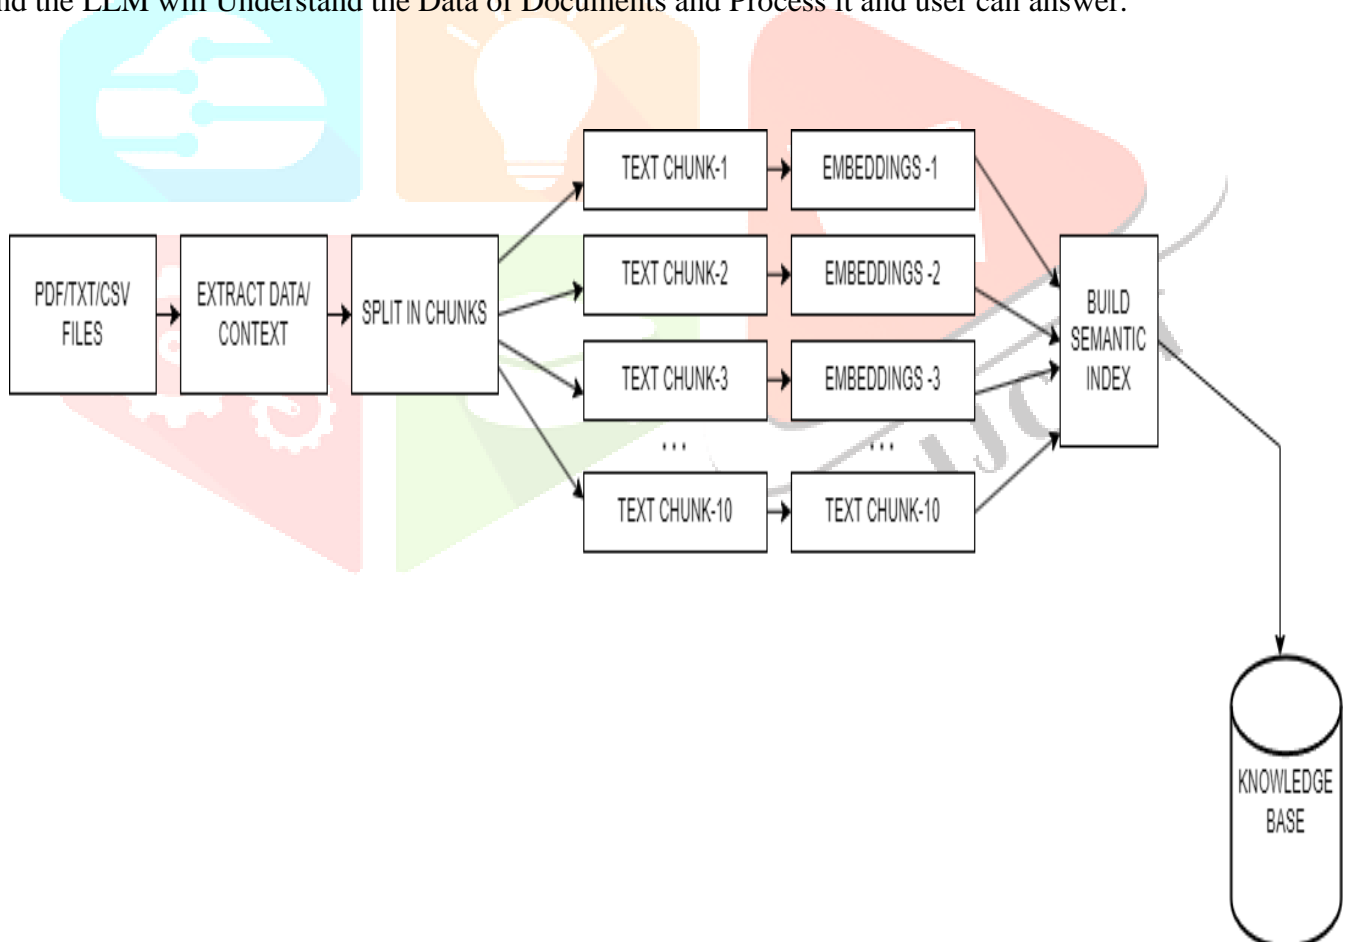 nd the LLM will Understand the Data of Documents and Process it and user can answer.
PDF/TXT/CSV
FILES
EXTRACT DATA/
CONTEXT
SPLIT IN CHUNKS
TEXT CHUNK-1
EMBEDDINGS -1
TEXT CHUNK-2
EMBEDDINGS -2
TEXT CHUNK-3
EMBEDDINGS -3
...
...
TEXT CHUNK-10
TEXT CHUNK-10
BUILD
SEMANTIC
INDEX
KNOWLEDGE
BASE